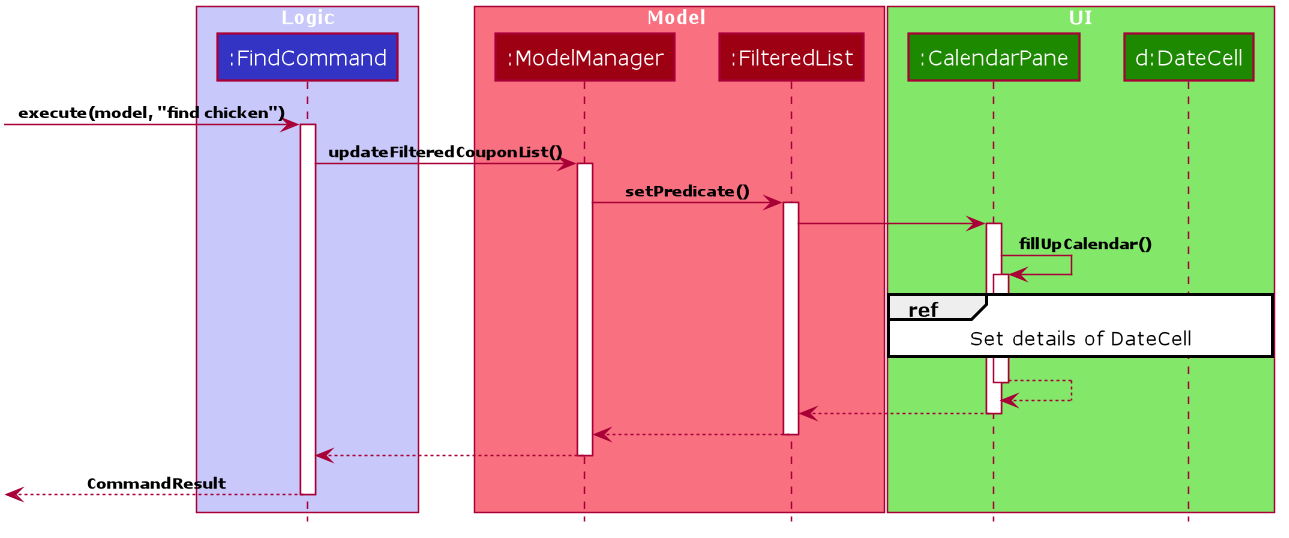 Logic
Model
UI
:FindCommand
:ModelManager
:FilteredList
:CalendarPane
d:DateCell
execute(model, "find chicken")
updateFilteredCouponList()
setPredicate()
fillUpCalendar()
ref
Set details of DateCell
CommandResult